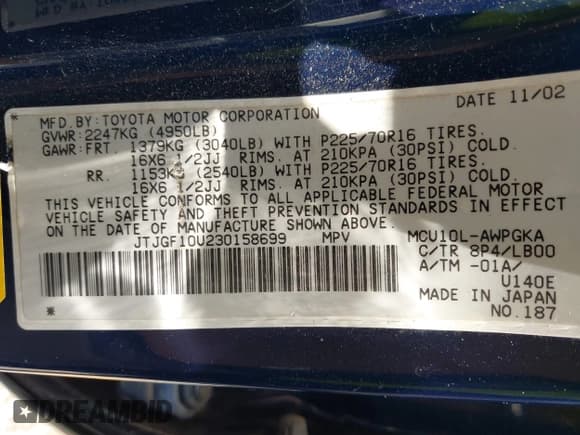 MFD.BY:TOYOTA MOTOR CORPORATION DATE 11/02
GVWR:2247KG (4950LB)
GAWR:FRT. 1379KG (3040LB) WITH P225/70R16 TIRES.
16X6 1/2JJ RIMS. AT 210KPA (30PSI) COLD.
RR. 1153KG (2540LB) WITH P225/70R16 TIRES.
16X6 1/2JJ RIMS. AT 210KPA (30PSI) COLD.
THIS VEHICLE CONFORMS TO ALL APPLICABLE FEDERAL MOTOR
VEHICLE SAFETY AND THEFT PREVENTION STANDARDS IN EFFECT
ON THE DATE OF MANUFACTURE SHOWN ABOVE.
JTJGF10U230158699 MPV MCU10L-AWPGKA
C/TR 8P4/LB00
A/TM -01A/
U140E
MADE IN JAPAN
NO.187
DREAMBID